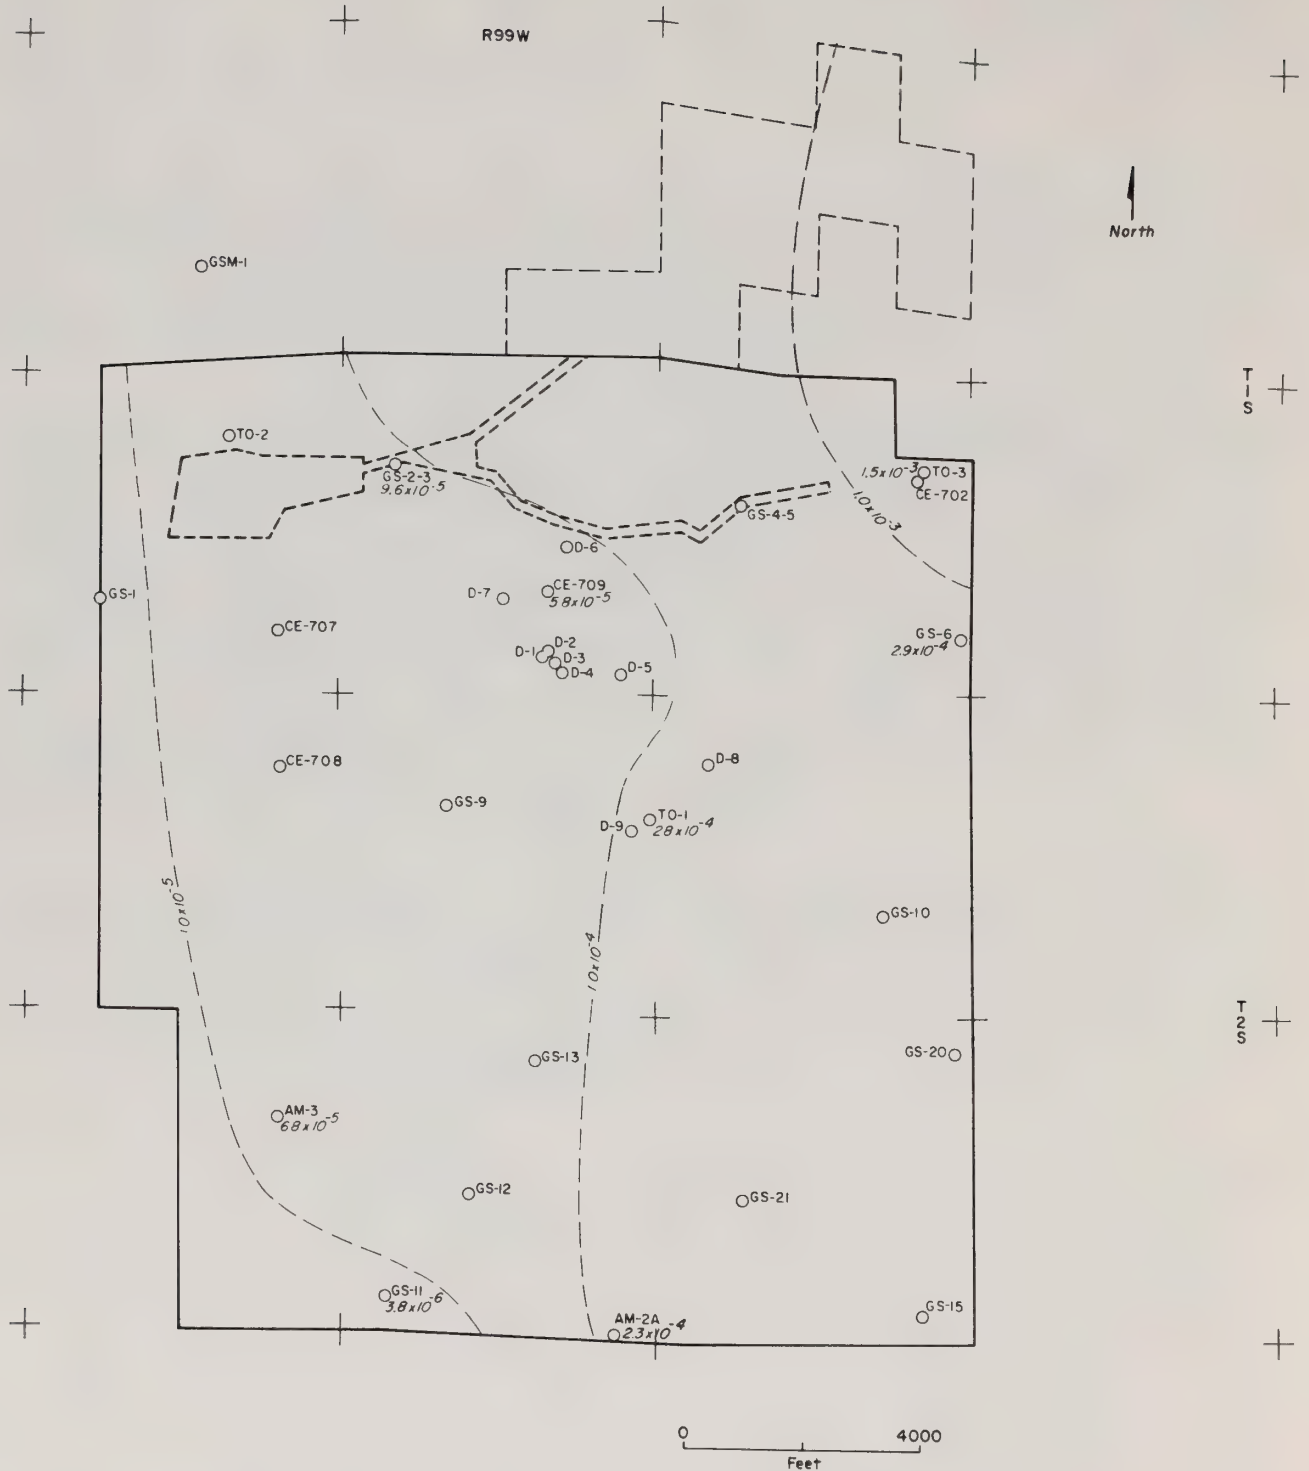 R99W
North
GSM-1
T
1
S
TO-2
GS-2-3
9.6x10-5
1.5x10-3
TO-3
CE-702
GS-4-5
1.0x10-3
D-6
CE-709
5.8x10-5
D-7
GS-1
CE-707
GS-6
2.9x10-4
D-2
D-1
D-3
D-4
D-5
CE-708
D-8
GS-9
TO-1
2.8x10-4
D-9
1.0x10-5
GS-10
1.0x10-4
T
2
S
GS-13
GS-20
AM-3
6.8x10-5
GS-12
GS-21
GS-11
3.8x10-6
GS-15
AM-2A
2.3x10-4
0
4000
Feet